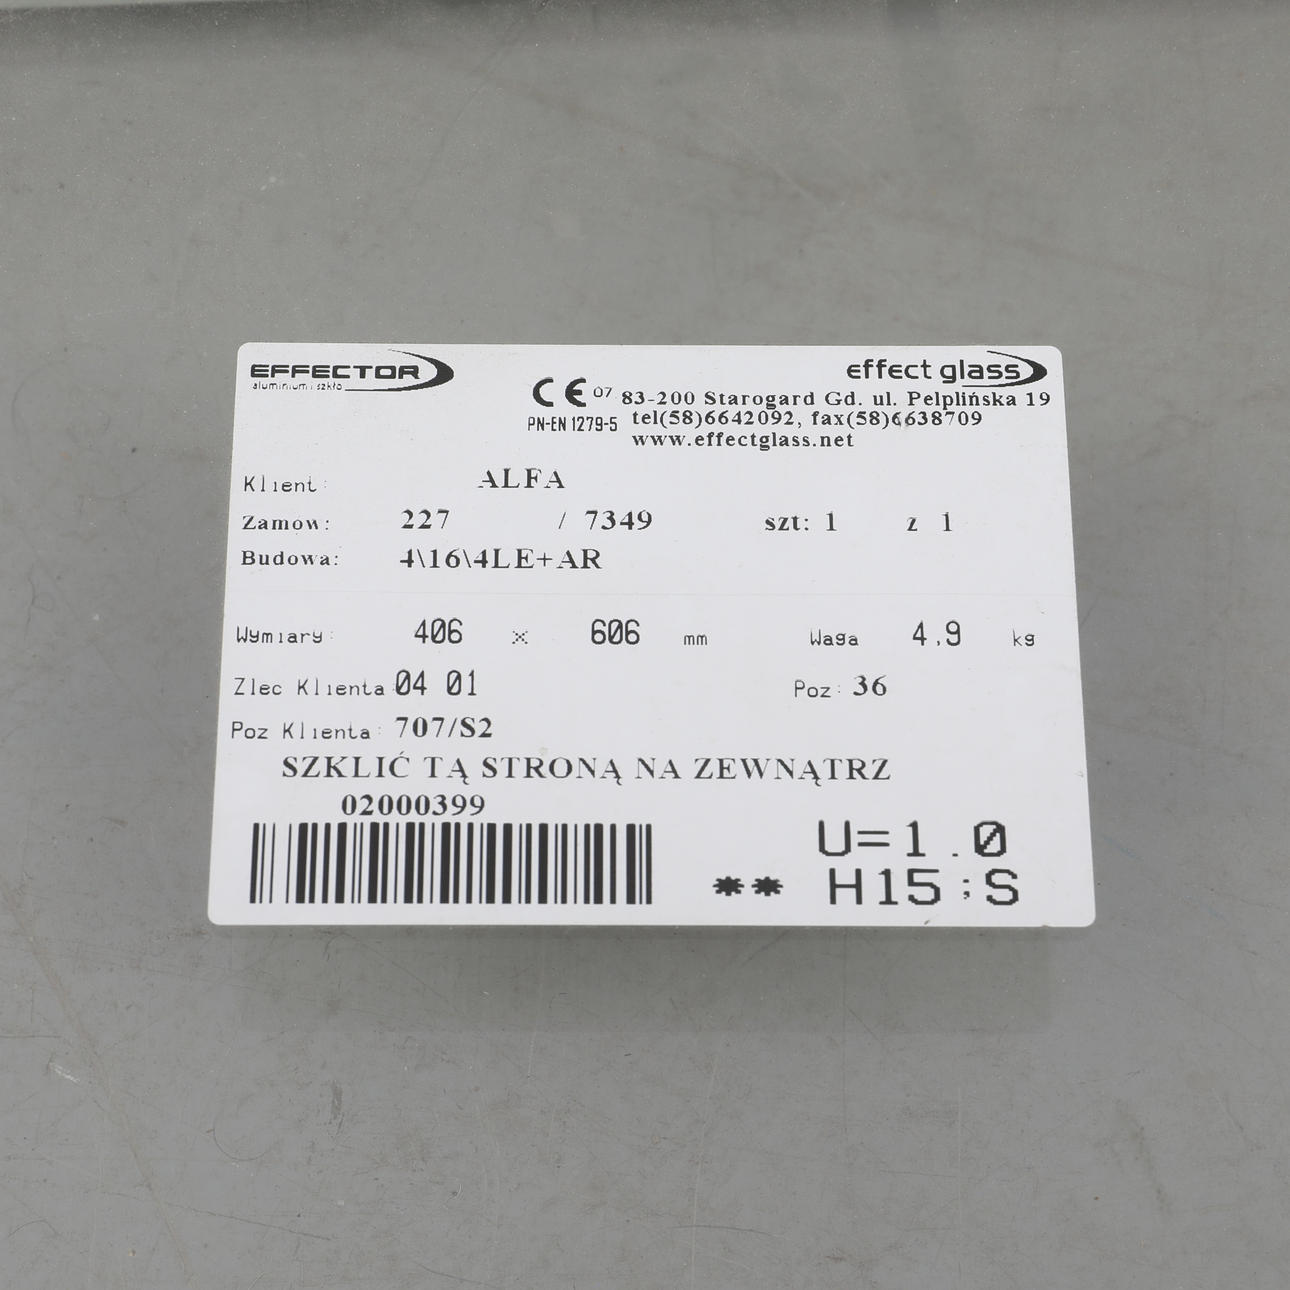 EFFECTOR
aluminium i szkło
effect glass
CE 07 83-200 Starogard Gd. ul. Pelplińska 19
PN-EN 1279-5 tel(58)6642092, fax(58)6638709
www.effectglass.net
Klient: ALFA
Zamów: 227 / 7349 szt: 1 z 1
Budowa: 4\16\4LE+AR
Wymiary: 406 x 606 mm Waga 4,9 kg
Zlec Klienta 04 01 Poz: 36
Poz Klienta: 707/S2
SZKLIĆ TĄ STRONĄ NA ZEWNĄTRZ
02000399
U=1.0
** H15;S